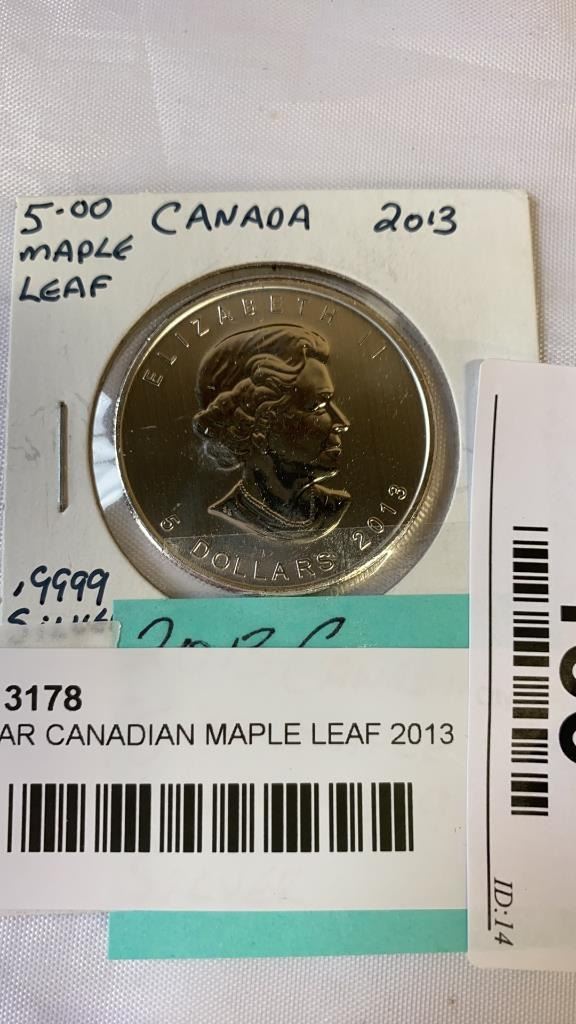 5.00 CANADA 2013
MAPLE
LEAF
ELIZABETH II
5 DOLLARS 2013
.9999
3178
AR CANADIAN MAPLE LEAF 2013
ID:14